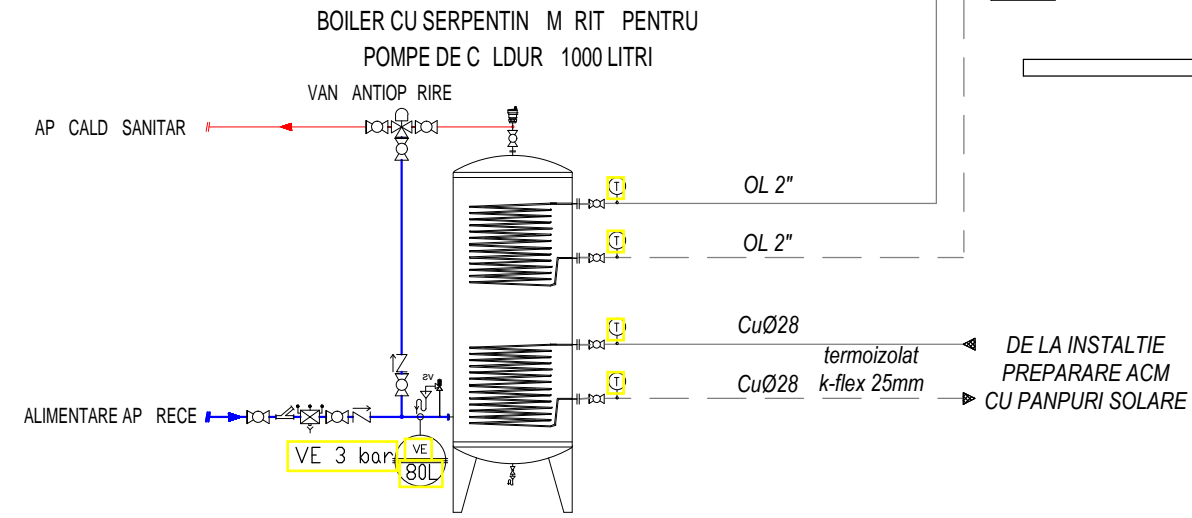 BOILER CU SERPENTIN M RIT PENTRU
POMPE DE C LDUR 1000 LITRI
VAN ANTIOP RIRE
AP CALD SANITAR
T
OL 2"
T
OL 2"
T
CuØ28
termoizolat
k-flex 25mm
T
CuØ28
DE LA INSTALTIE
PREPARARE ACM
CU PANPURI SOLARE
SV
ALIMENTARE AP RECE
VE 3 bar
VE
80L